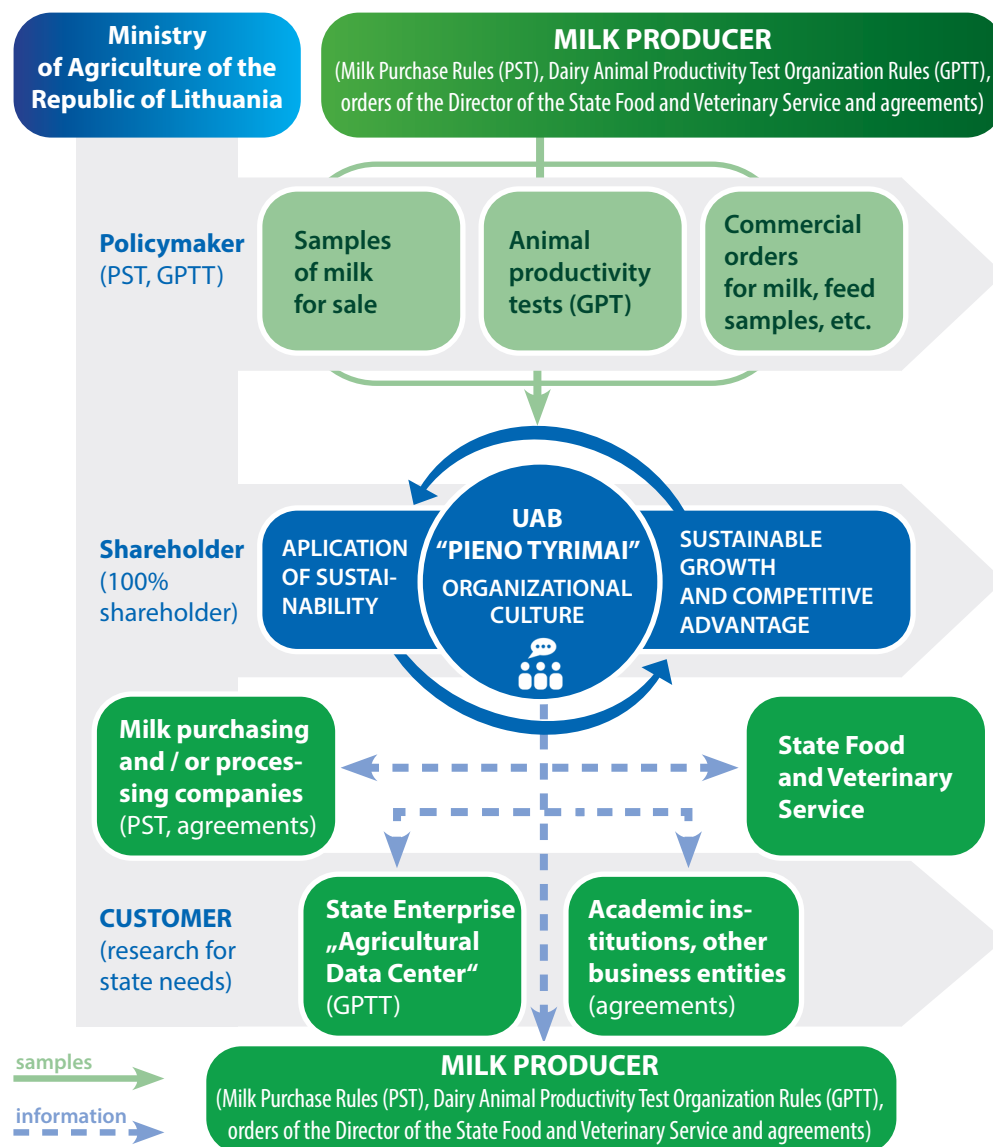 Ministry
of Agriculture of the
Republic of Lithuania
MILK PRODUCER
(Milk Purchase Rules (PST), Dairy Animal Productivity Test Organization Rules (GPTT),
orders of the Director of the State Food and Veterinary Service and agreements)
Policymaker
(PST, GPTT)
Samples
of milk
for sale
Animal
productivity
tests (GPT)
Commercial
orders
for milk, feed
samples, etc.
Shareholder
(100%
shareholder)
APLICATION
OF SUSTAI-
NABILITY
UAB
“PIENO TYRIMAI”
ORGANIZATIONAL
CULTURE
SUSTAINABLE
GROWTH
AND COMPETITIVE
ADVANTAGE
Milk purchasing
and / or proces-
sing companies
(PST, agreements)
State Food
and Veterinary
Service
CUSTOMER
(research for
state needs)
State Enterprise
„Agricultural
Data Center“
(GPTT)
Academic ins-
titutions, other
business entities
(agreements)
samples
information
MILK PRODUCER
(Milk Purchase Rules (PST), Dairy Animal Productivity Test Organization Rules (GPTT),
orders of the Director of the State Food and Veterinary Service and agreements)